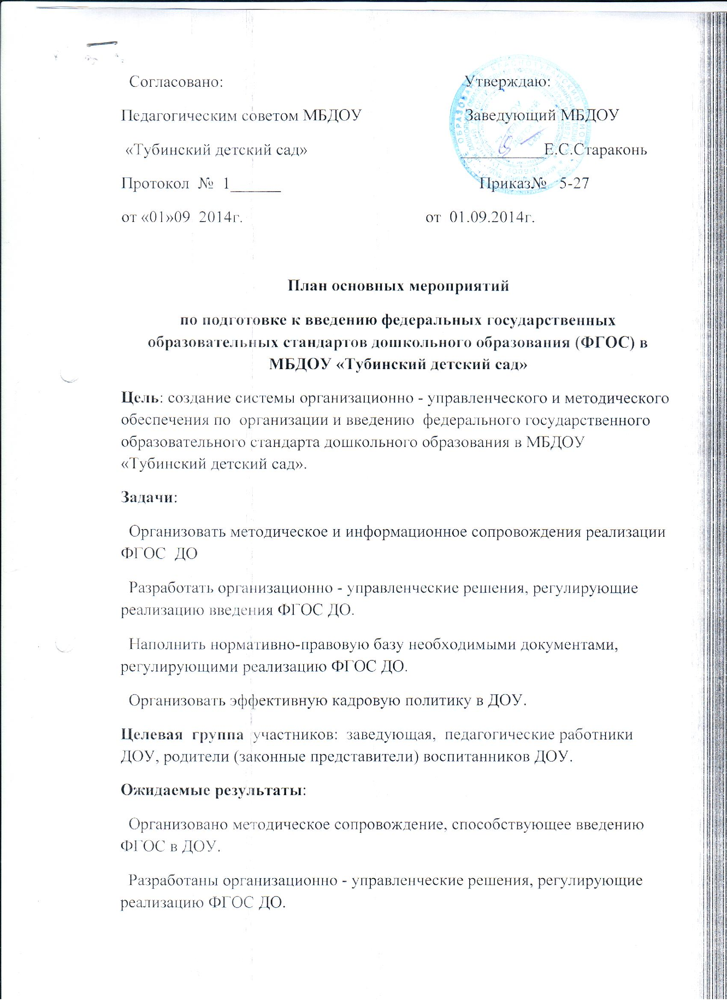 Согласовано: Утверждаю:
Педагогическим советом МБДОУ Заведующий МБДОУ
«Тубинский детский сад» __________Е.С.Стараконь
Протокол № 1______ Приказ№ 5-27
от «01»09 2014г. от 01.09.2014г.
План основных мероприятий
по подготовке к введению федеральных государственных
образовательных стандартов дошкольного образования (ФГОС) в
МБДОУ «Тубинский детский сад»
Цель: создание системы организационно - управленческого и методического
обеспечения по организации и введению федерального государственного
образовательного стандарта дошкольного образования в МБДОУ
«Тубинский детский сад».
Задачи:
Организовать методическое и информационное сопровождения реализации
ФГОС ДО
Разработать организационно - управленческие решения, регулирующие
реализацию введения ФГОС ДО.
Наполнить нормативно-правовую базу необходимыми документами,
регулирующими реализацию ФГОС ДО.
Организовать эффективную кадровую политику в ДОУ.
Целевая группа участников: заведующая, педагогические работники
ДОУ, родители (законные представители) воспитанников ДОУ.
Ожидаемые результаты:
Организовано методическое сопровождение, способствующее введению
ФГОС в ДОУ.
Разработаны организационно - управленческие решения, регулирующие
реализацию ФГОС ДО.